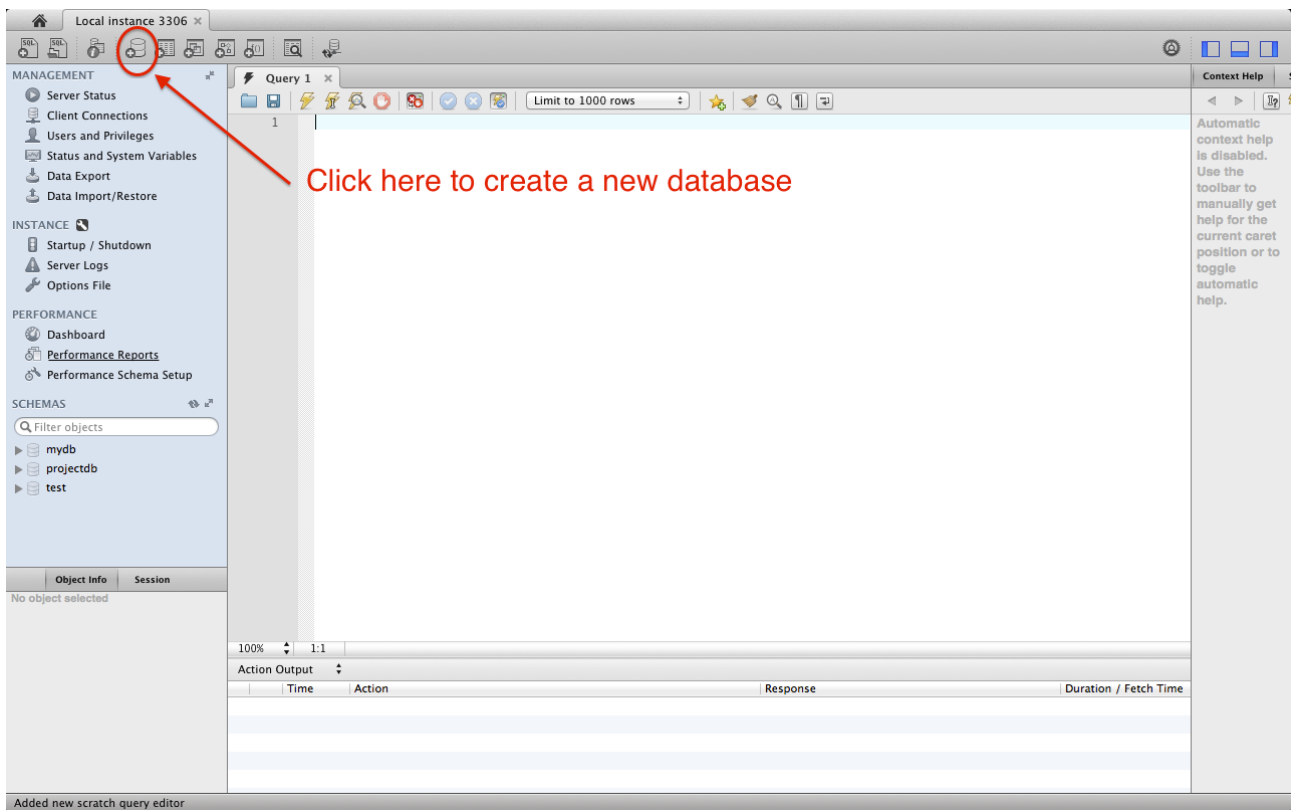 Local instance 3306 ×
SQL
SQL
MANAGEMENT
Server Status
Client Connections
Users and Privileges
Status and System Variables
Data Export
Data Import/Restore
INSTANCE
Startup / Shutdown
Server Logs
Options File
PERFORMANCE
Dashboard
Performance Reports
Performance Schema Setup
SCHEMAS
Filter objects
mydb
projectdb
test
Object Info
Session
No object selected
Query 1 ×
Limit to 1000 rows
1
Click here to create a new database
100%
1:1
Action Output
Time
Action
Response
Duration / Fetch Time
Context Help
Automatic
context help
is disabled.
Use the
toolbar to
manually get
help for the
current caret
position or to
toggle
automatic
help.
Added new scratch query editor